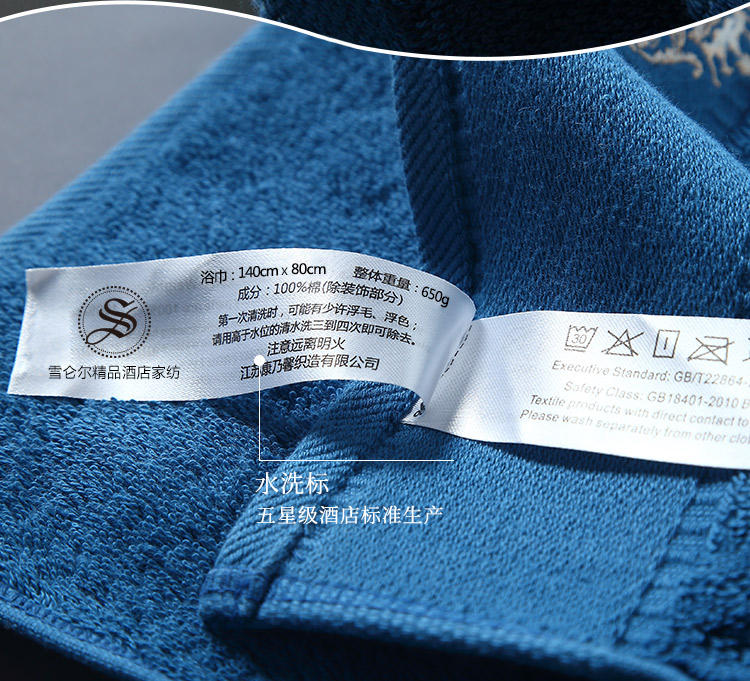 浴巾：140cm x 80cm 整体重量：650g
成分：100%棉(除装饰部分)
第一次清洗时，可能有少许浮毛、浮色；
请用高于水位的清水洗三到四次即可除去。
注意远离明火
江苏康乃馨织造有限公司
S
雪仑尔精品酒店家纺
30
Executive Standard: GB/T22864
Safety Class: GB18401-2010 B
Textile products with direct contact to
Please wash separately from other
水洗标
五星级酒店标准生产